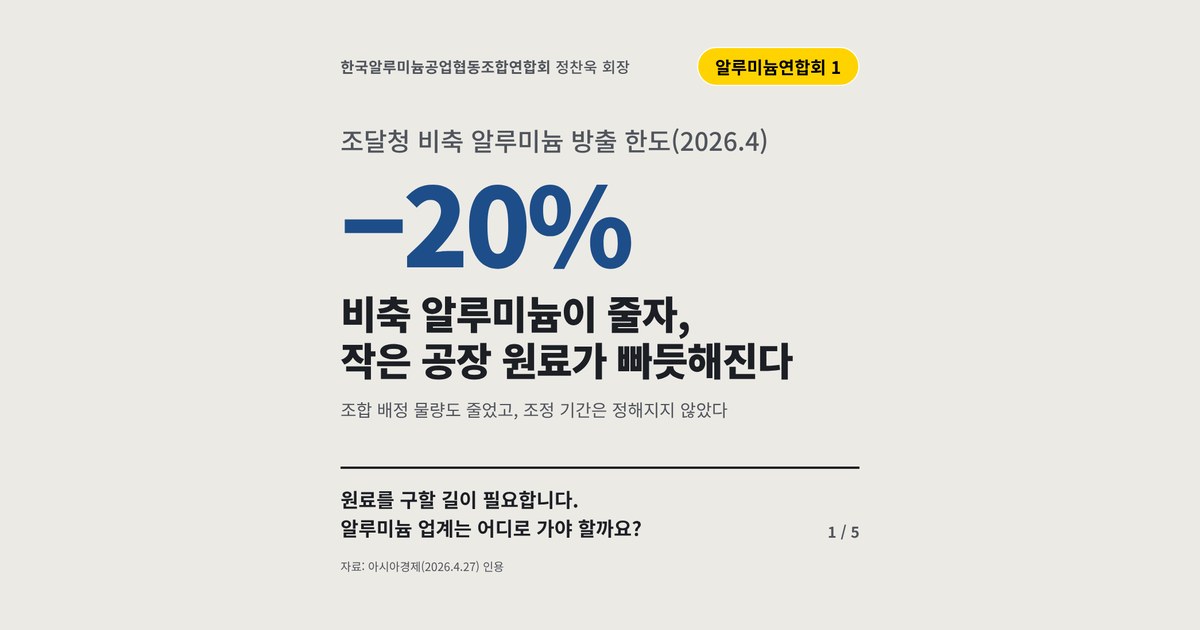 한국알루미늄공업협동조합연합회 정찬욱 회장
알루미늄연합회 1
조달청 비축 알루미늄 방출 한도(2026.4)
−20%
비축 알루미늄이 줄자,
작은 공장 원료가 빠듯해진다
조합 배정 물량도 줄었고, 조정 기간은 정해지지 않았다
원료를 구할 길이 필요합니다.
알루미늄 업계는 어디로 가야 할까요?
1 / 5
자료: 아시아경제(2026.4.27) 인용